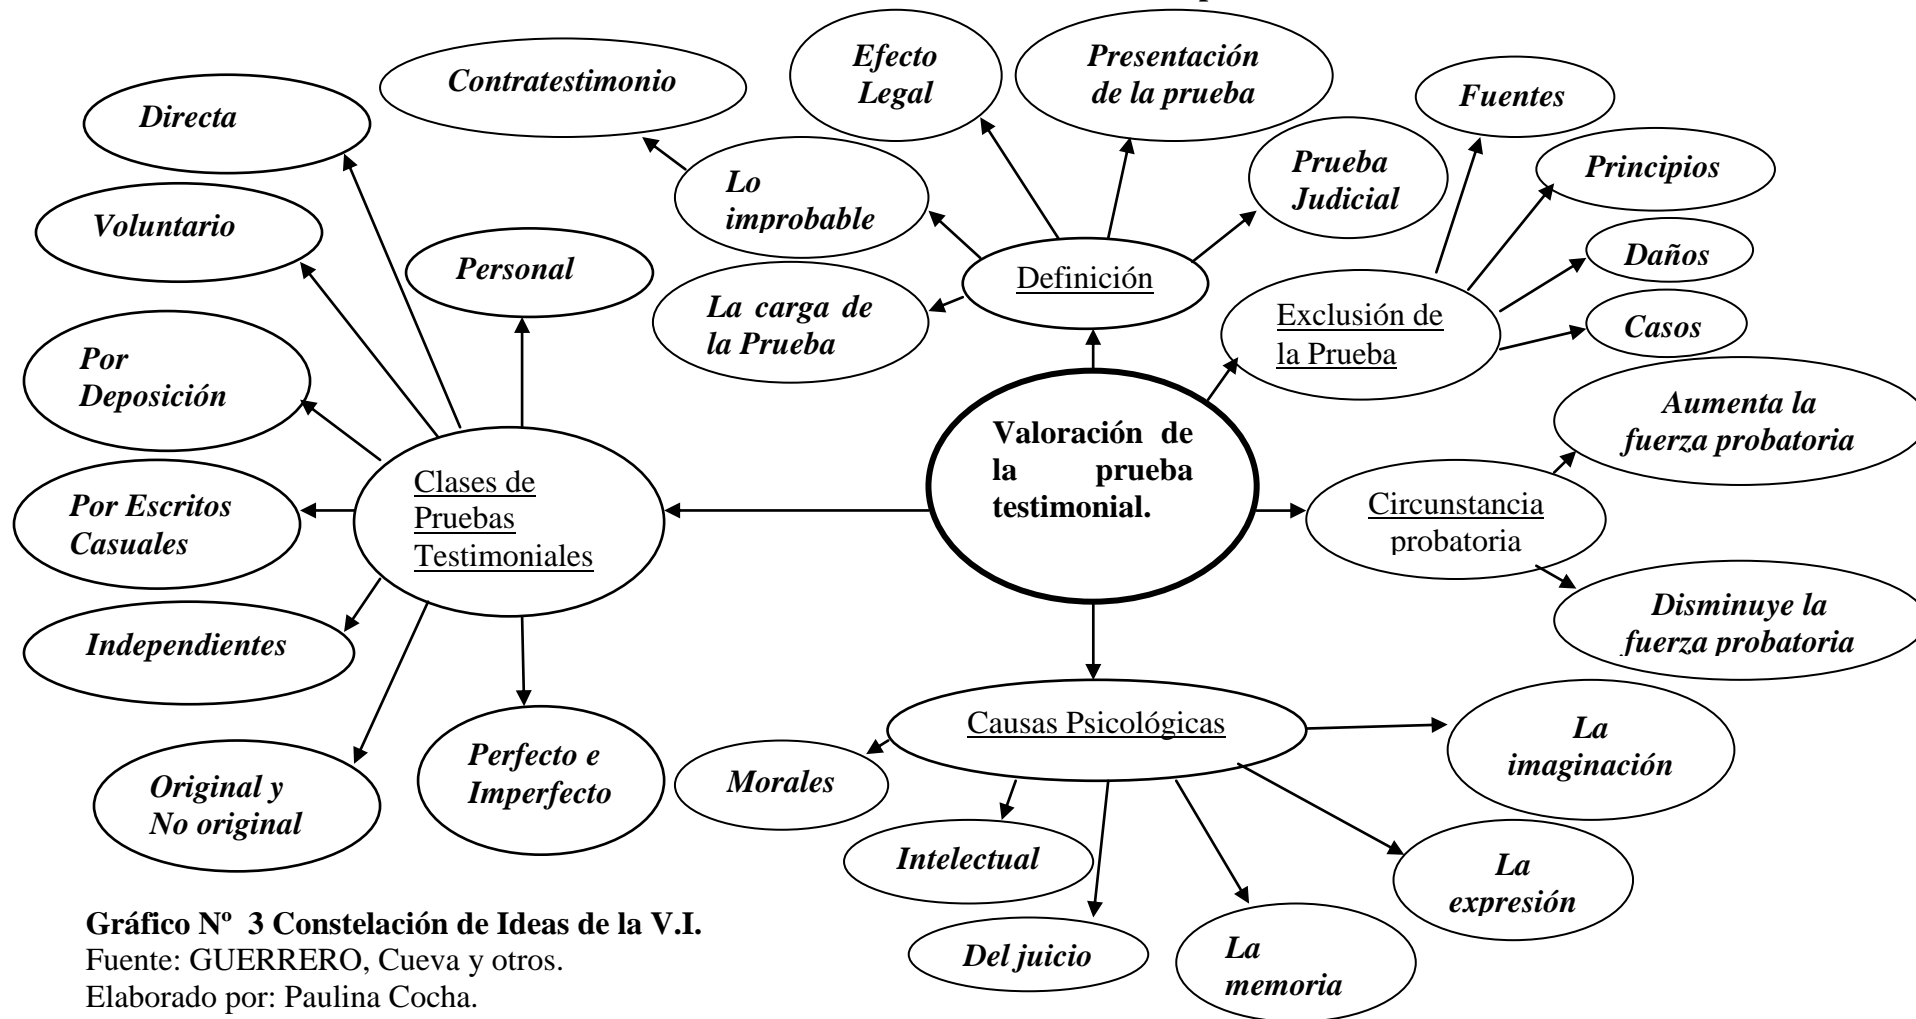 Efecto
Legal
Presentación
de la prueba
Contratestimonio
Fuentes
Directa
Prueba
Judicial
Principios
Lo
improbable
Voluntario
Personal
Definición
Daños
La carga de
la Prueba
Exclusión de
la Prueba
Casos
Por
Deposición
Aumenta la
fuerza probatoria
Valoración de
la prueba
testimonial.
Clases de
Pruebas
Testimoniales
Por Escritos
Casuales
Circunstancia
probatoria
Independientes
Disminuye la
fuerza probatoria
Causas Psicológicas
La
imaginación
Perfecto e
Imperfecto
Morales
Original y
No original
Intelectual
La
expresión
Del juicio
La
memoria
Gráfico Nº 3 Constelación de Ideas de la V.I.
Fuente: GUERRERO, Cueva y otros.
Elaborado por: Paulina Cocha.